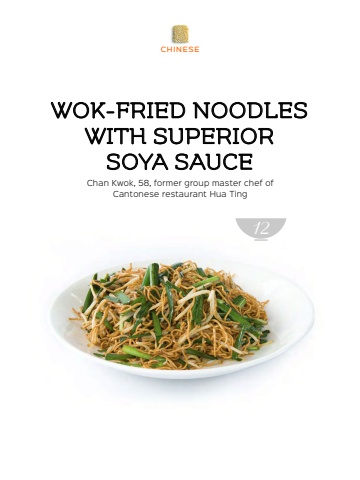 CHINESE
WOK-FRIED NOODLES
WITH SUPERIOR
SOYA SAUCE
Chan Kwok, 58, former group master chef of
Cantonese restaurant Hua Ting
12